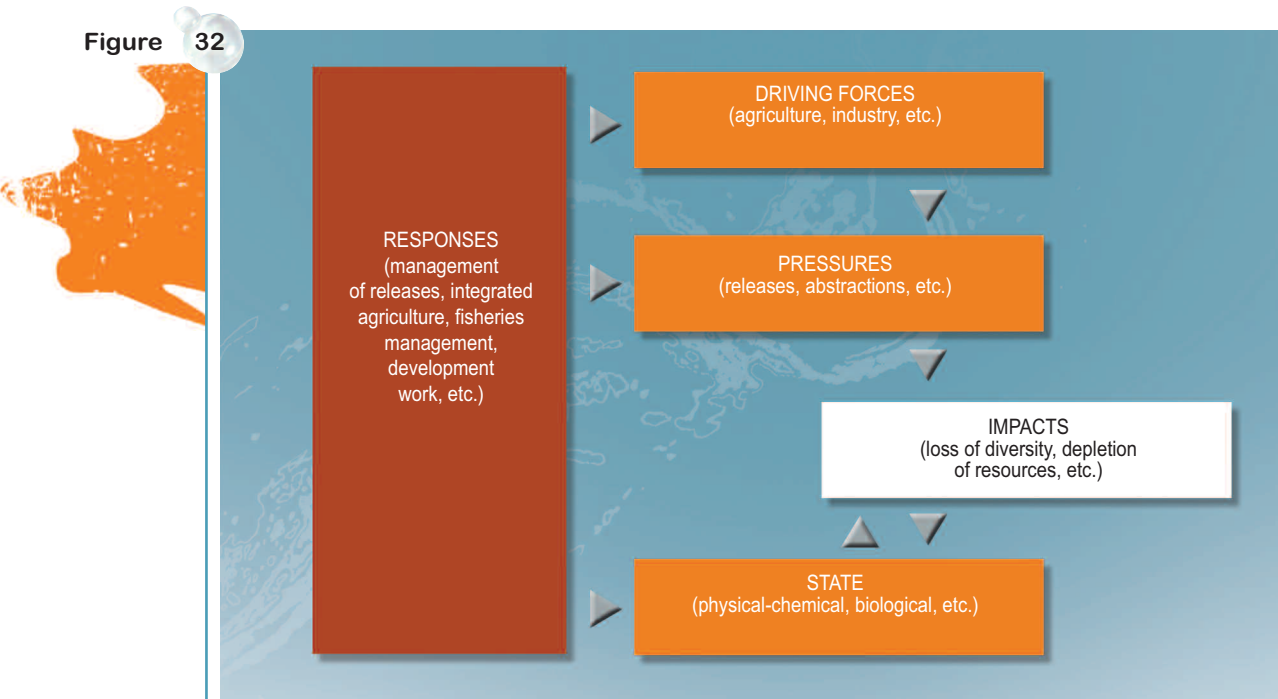 Figure 32
RESPONSES
(management
of releases, integrated
agriculture, fisheries
management,
development
work, etc.)
DRIVING FORCES
(agriculture, industry, etc.)
PRESSURES
(releases, abstractions, etc.)
IMPACTS
(loss of diversity, depletion
of resources, etc.)
STATE
(physical-chemical, biological, etc.)